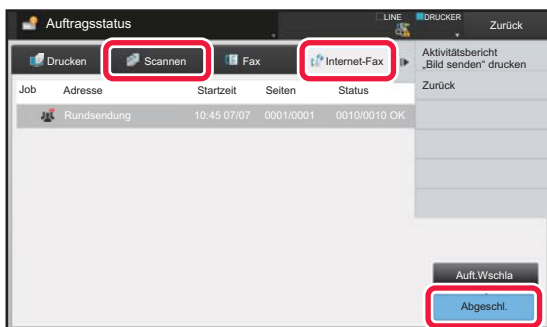 Auftragsstatus
LINE
DRUCKER
Zurück
Drucken
Scannen
Fax
Internet-Fax
Aktivitätsbericht
„Bild senden“ drucken
Zurück
Job Adresse Startzeit Seiten Status
Rundsendung 10:45 07/07 0001/0001 0010/0010 OK
Auft.Wschla
Abgeschl.